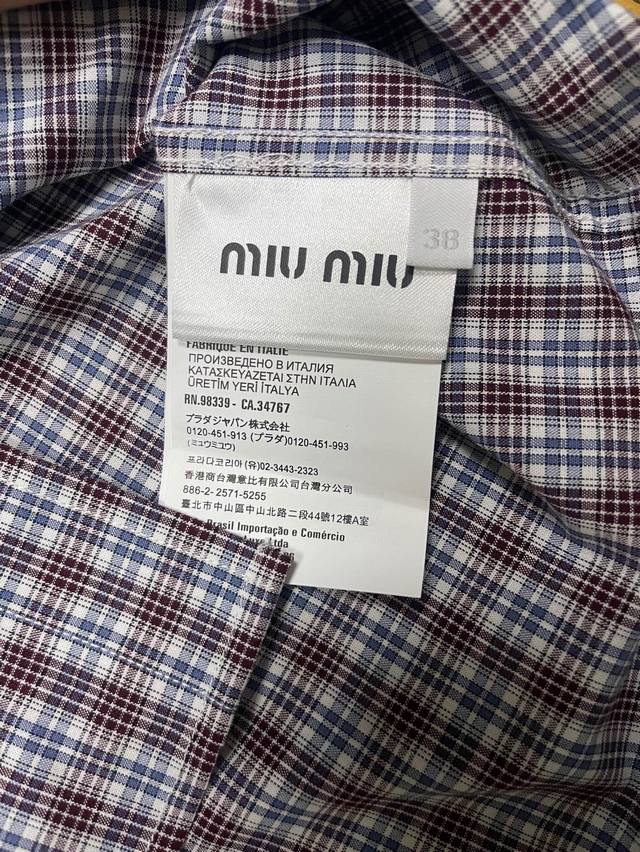 miu miu
38
FABRIQUÉ EN ITALIE
ПРОИЗВЕДЕНО В ИТАЛИЯ
ΚΑΤΑΣΚΕΥΑΖΕΤΑΙ ΣΤΗΝ ΙΤΑΛΙΑ
ÜRETİM YERİ İTALYA
RN.98339 - CA.34767
プラダジャパン株式会社
0120-451-913 (プラダ)0120-451-993
(ミュウミュウ)
프라다코리아 (유)02-3443-2323
香港商台灣意比有限公司台灣分公司
886-2-2571-5255
臺北市中山區中山北路二段44號12樓A室
Brasil Importação e Comércio
Ltda